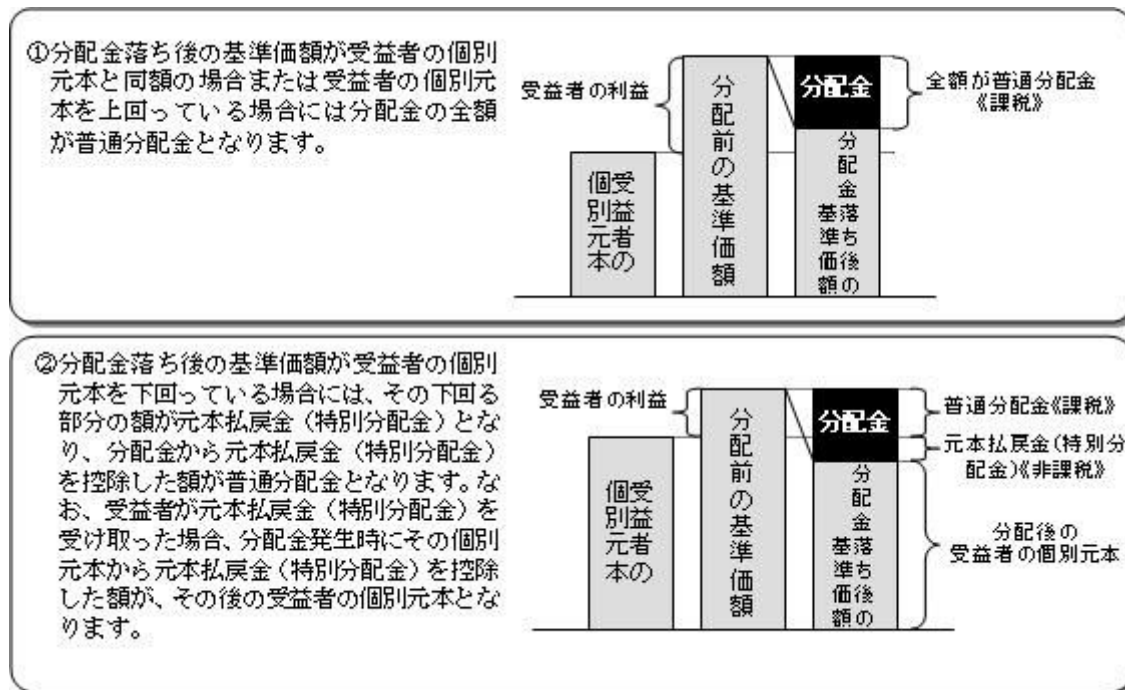 ①分配金落ち後の基準価額が受益者の個別
元本と同額の場合または受益者の個別元
本を上回っている場合には分配金の全額
が普通分配金となります。
受益者の利益
受益者の
個別元本
分配前の基準価額
分配金
分配金落ち後の
基準価額
全額が普通分配金
《課税》
②分配金落ち後の基準価額が受益者の個別
元本を下回っている場合には、その下回る
部分の額が元本払戻金（特別分配金）とな
り、分配金から元本払戻金（特別分配金）
を控除した額が普通分配金となります。な
お、受益者が元本払戻金（特別分配金）を
受け取った場合、分配金発生時にその個別
元本から元本払戻金（特別分配金）を控除
した額が、その後の受益者の個別元本とな
ります。
受益者の利益
受益者の
個別元本
分配前の基準価額
分配金
分配金落ち後の
基準価額
普通分配金《課税》
元本払戻金（特別分
配金）《非課税》
分配後の
受益者の個別元本